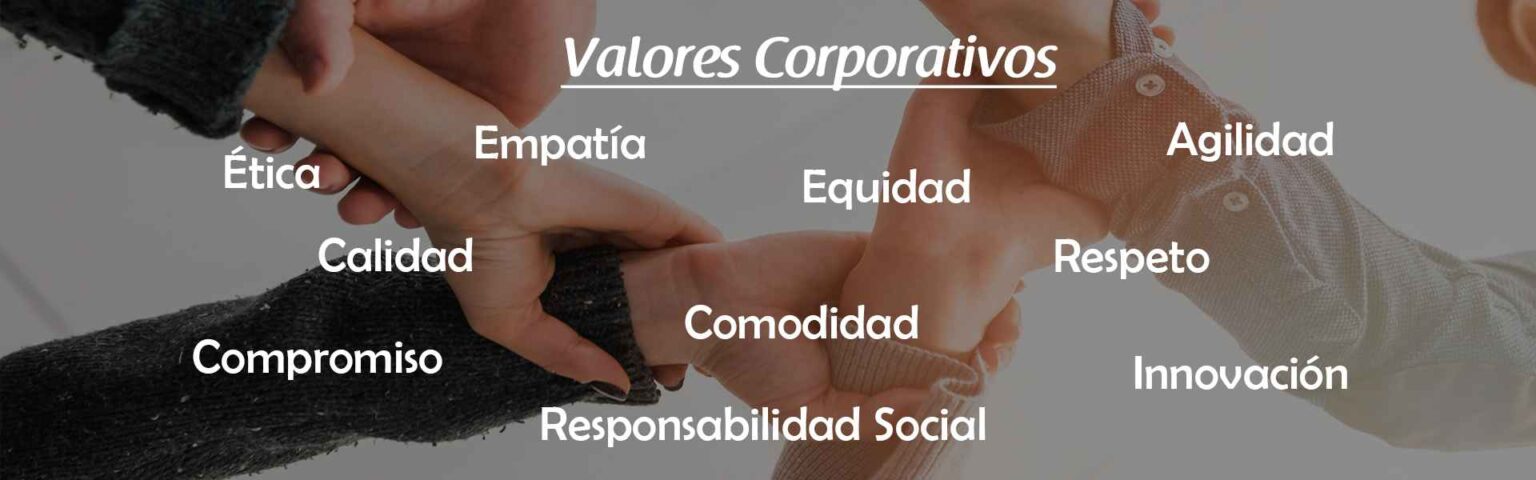 Valores Corporativos
Empatía
Agilidad
Ética
Equidad
Calidad
Respeto
Comodidad
Compromiso
Innovación
Responsabilidad Social